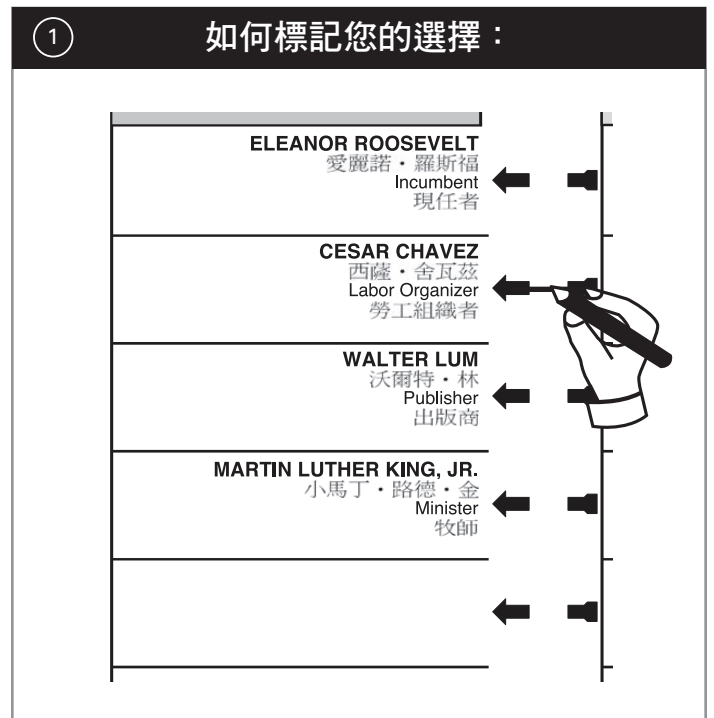 1
如何標記您的選擇：
ELEANOR ROOSEVELT
愛麗諾・羅斯福
Incumbent
現任者
CESAR CHAVEZ
西薩・舍瓦茲
Labor Organizer
勞工組織者
WALTER LUM
沃爾特・林
Publisher
出版商
MARTIN LUTHER KING, JR.
小馬丁・路德・金
Minister
牧師